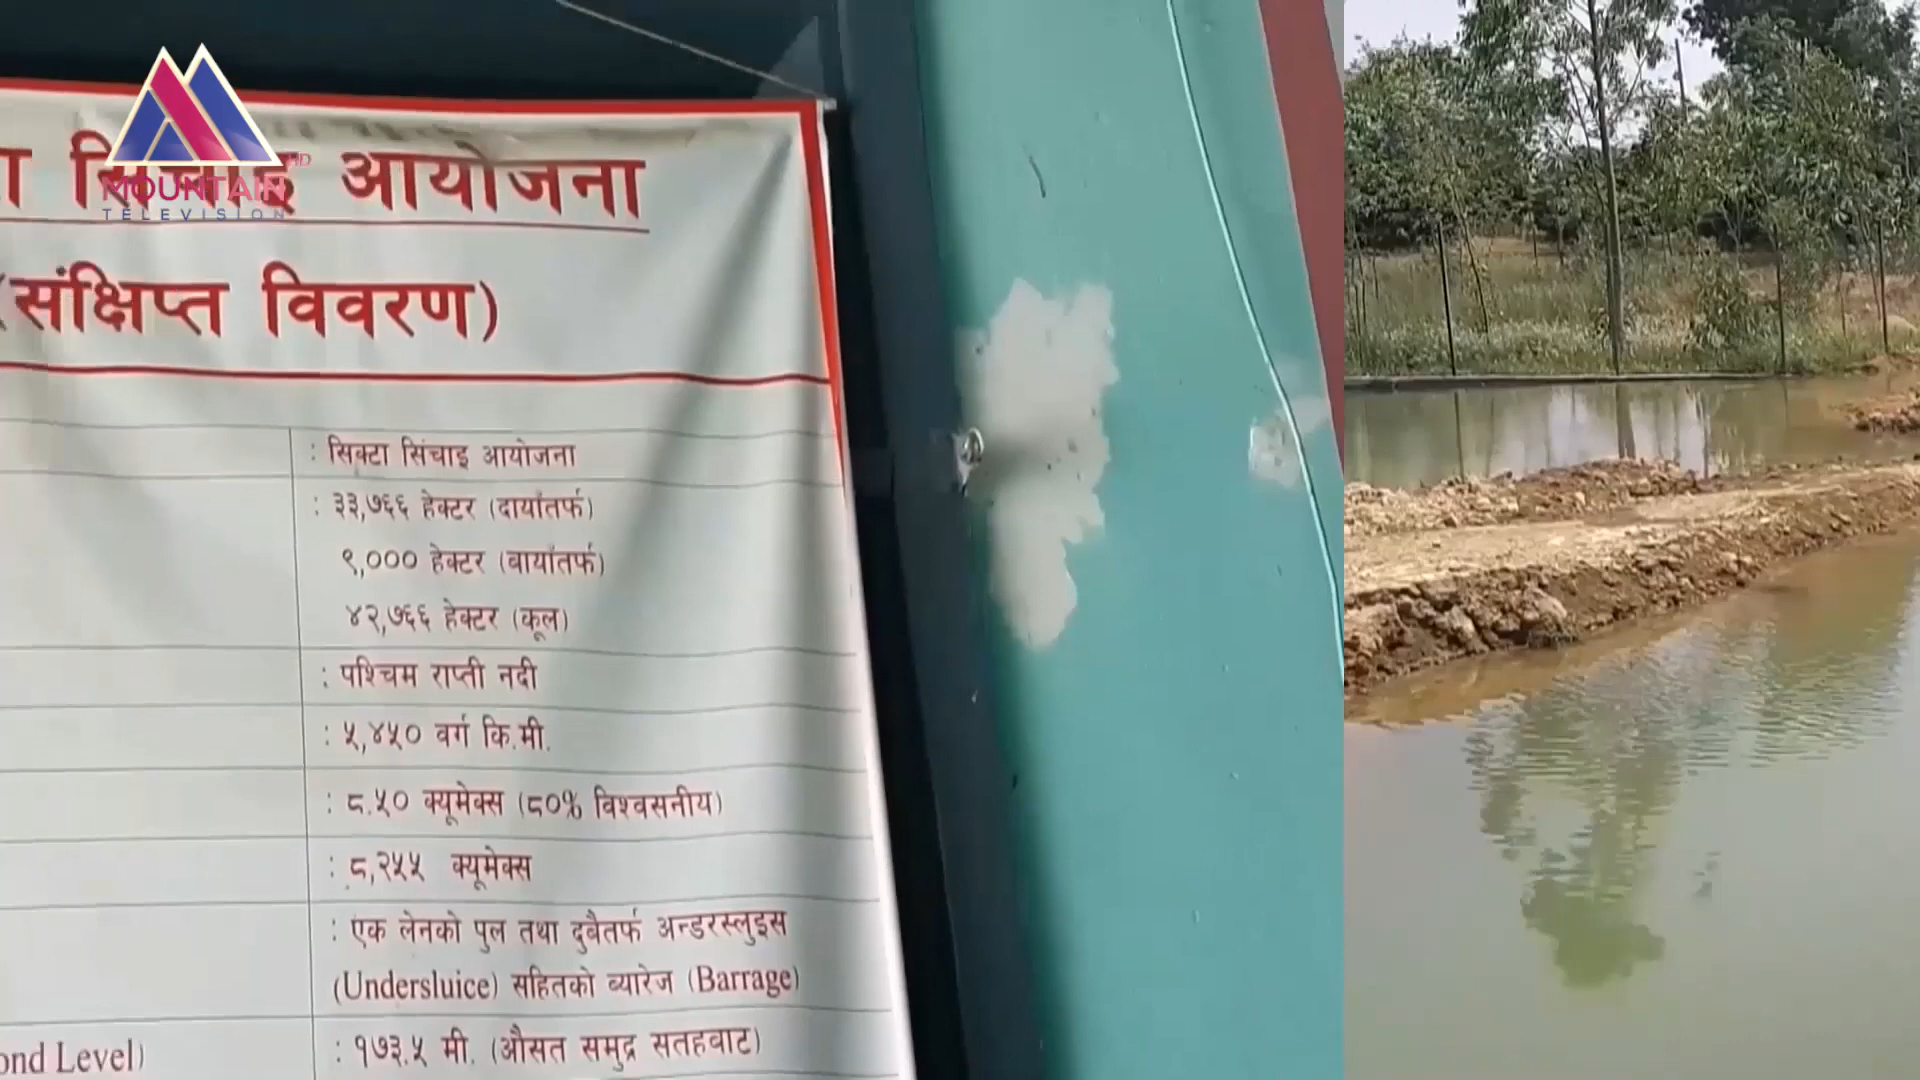 MOUNTAIN HD
TELEVISION
आयोजना
(संक्षिप्त विवरण)
: सिक्टा सिंचाइ आयोजना
: ३३,७६६ हेक्टर (दायाँतर्फ)
९,००० हेक्टर (बायाँतर्फ)
४२,७६६ हेक्टर (कूल)
: पश्चिम राप्ती नदी
: ५,४५० वर्ग कि.मी.
: ८.५० क्यूमेक्स (८०% विश्वसनीय)
: ८,२५५ क्यूमेक्स
: एक लेनको पुल तथा दुबैतर्फ अन्डरस्लुइस
(Undersluice) सहितको ब्यारेज (Barrage)
ond Level) : १७३.५ मी. (औसत समुद्र सतहबाट)